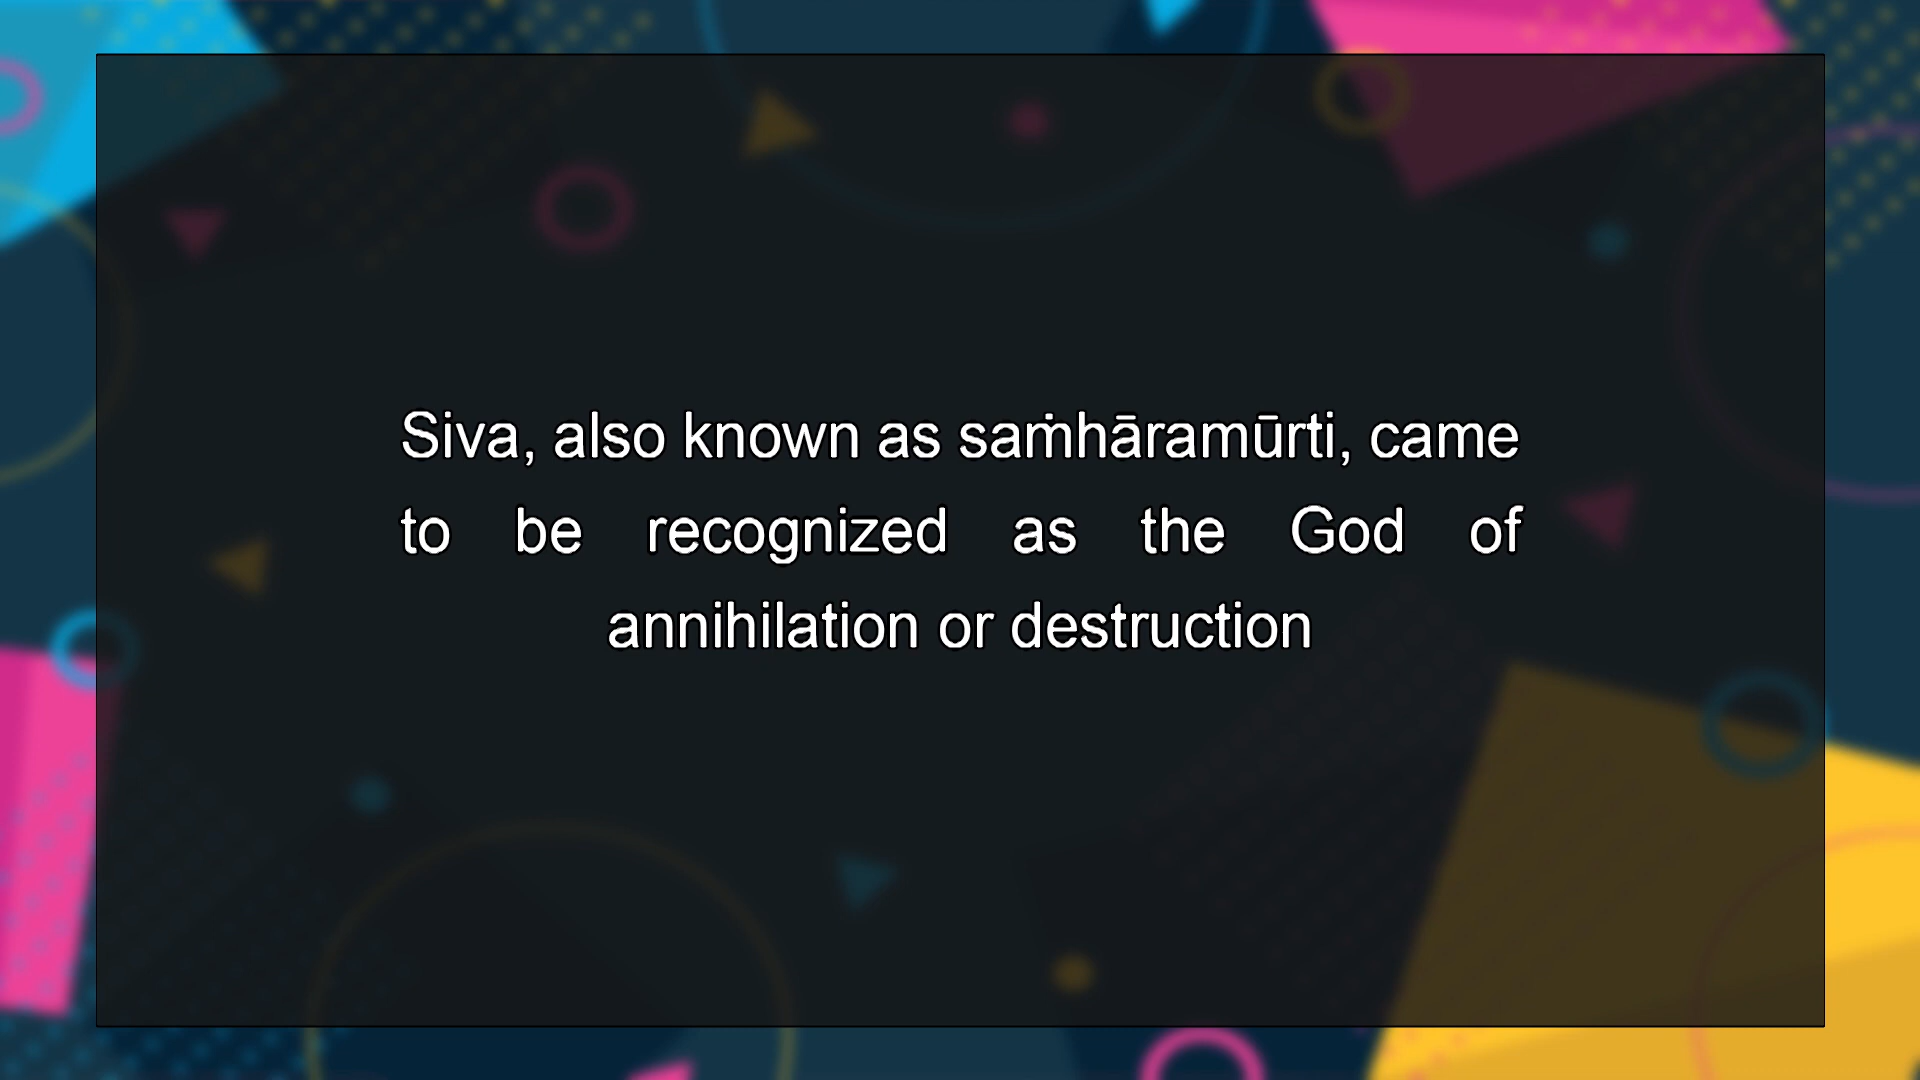 Siva, also known as saṁhāramūrti, came
to be recognized as the God of
annihilation or destruction